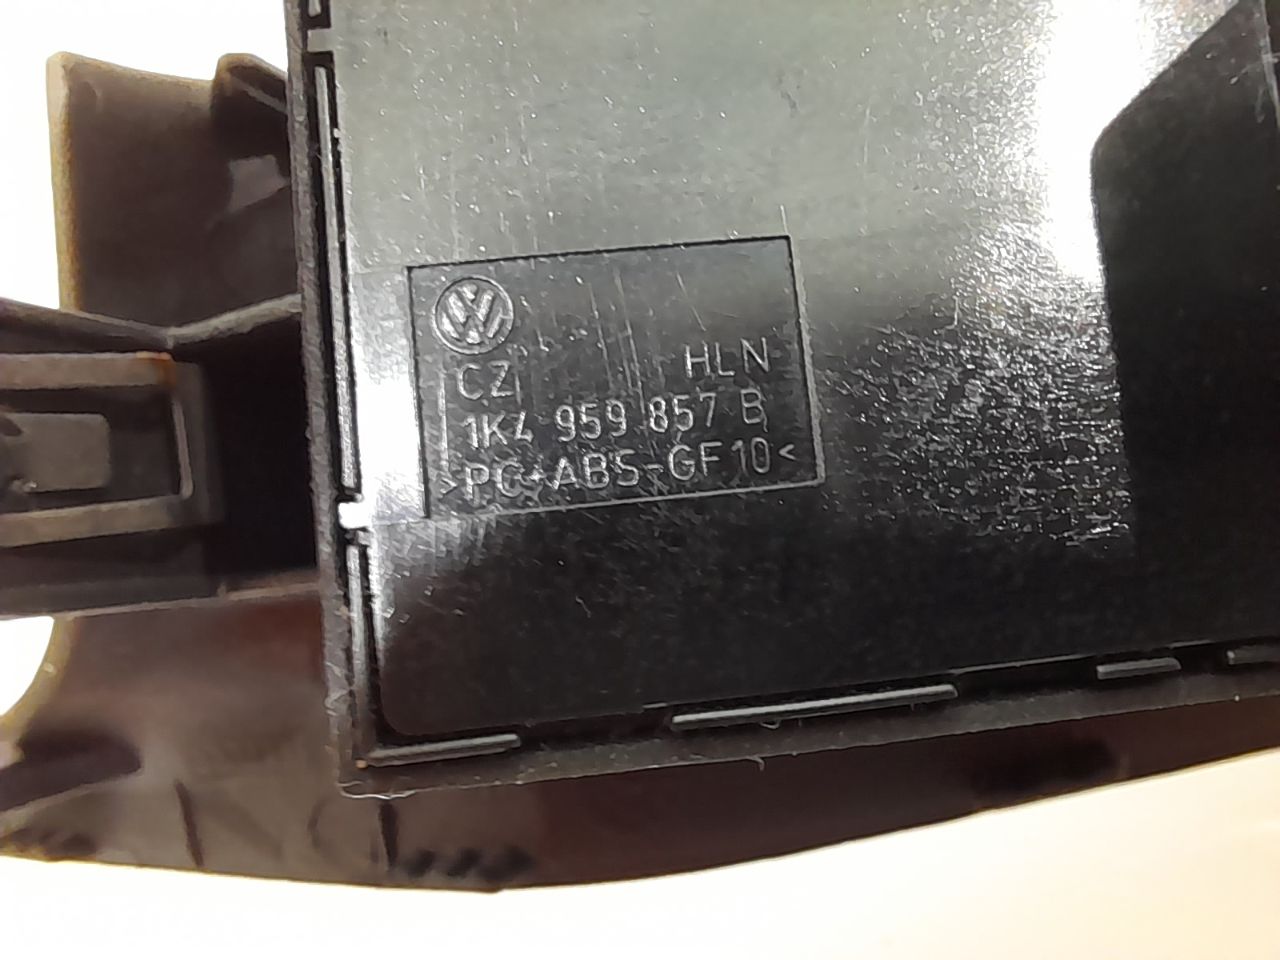 CZ HLN
1K4 959 857 B
>PC+ABS-GF10<